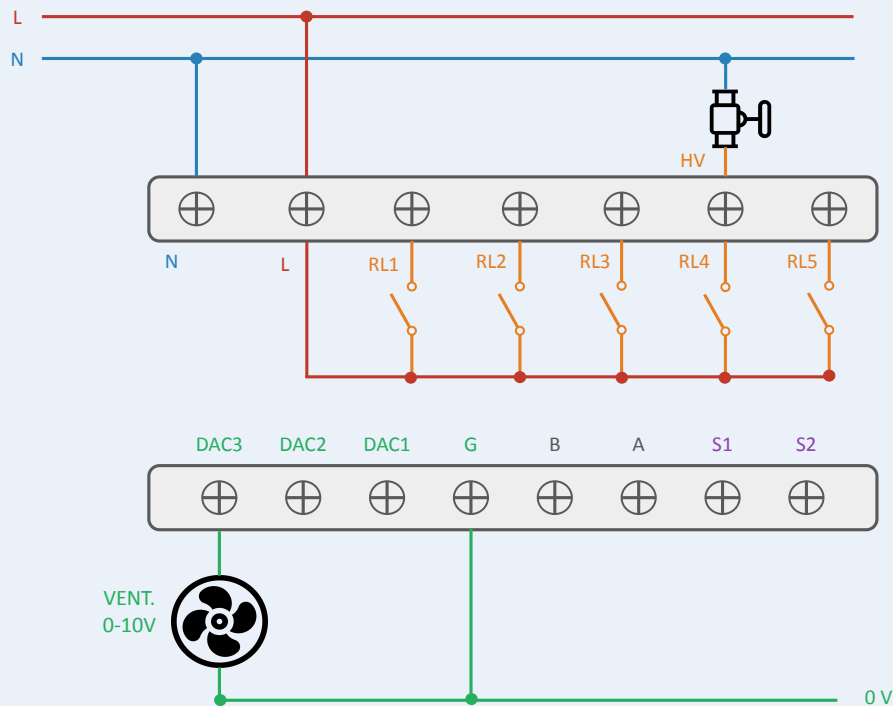 L
N
HV
N L RL1 RL2 RL3 RL4 RL5
DAC3 DAC2 DAC1 G B A S1 S2
VENT.
0-10V
0 V